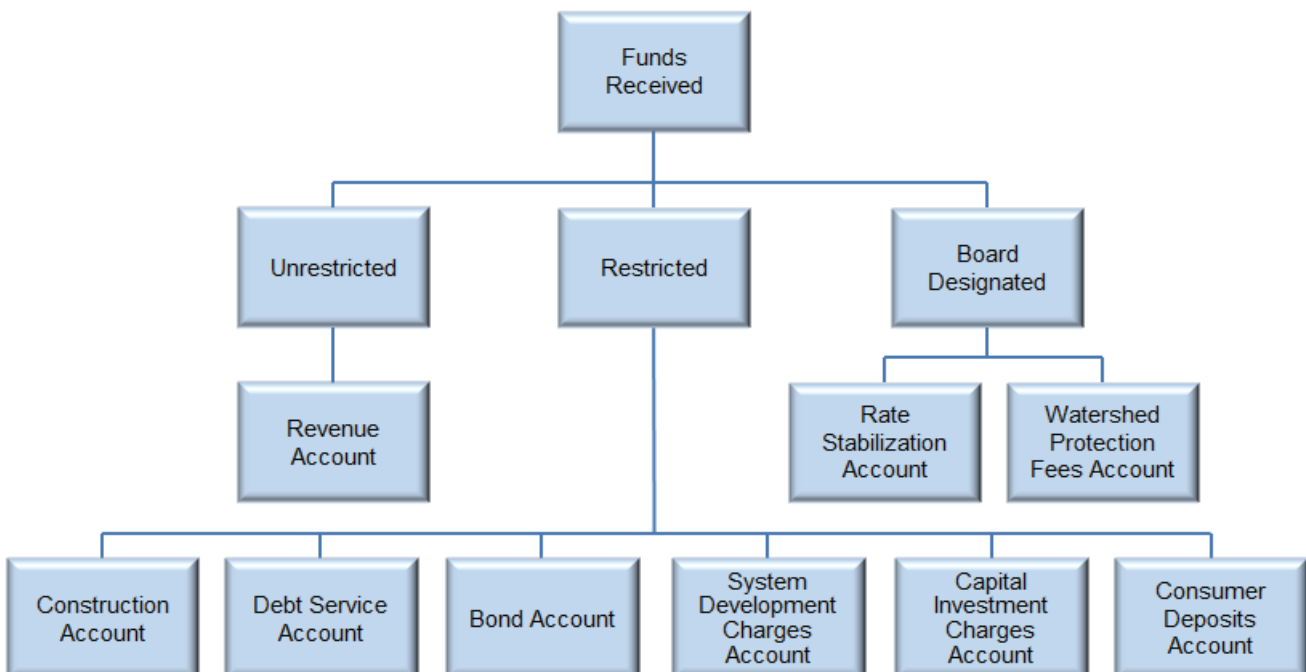 Funds
Received
Unrestricted
Restricted
Board
Designated
Revenue
Account
Rate
Stabilization
Account
Watershed
Protection
Fees Account
Construction
Account
Debt Service
Account
Bond Account
System
Development
Charges
Account
Capital
Investment
Charges
Account
Consumer
Deposits
Account